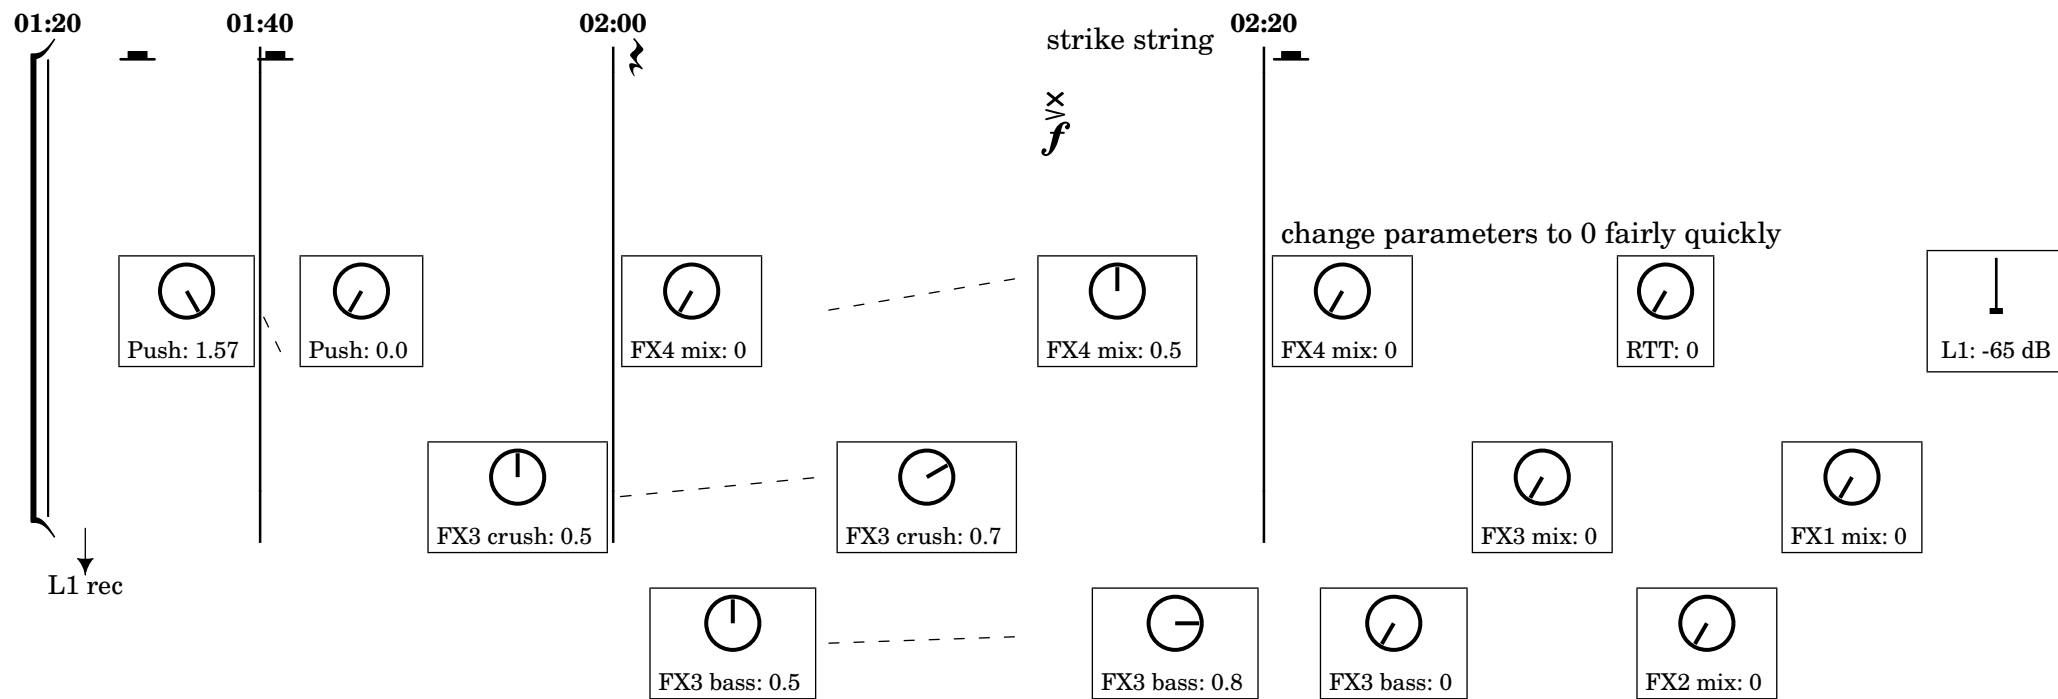 01:20 01:40 02:00 02:20
strike string
f
change parameters to 0 fairly quickly
Push: 1.57 Push: 0.0 FX4 mix: 0 FX4 mix: 0.5 FX4 mix: 0 RTT: 0 L1: -65 dB
FX3 crush: 0.5 FX3 crush: 0.7 FX3 mix: 0 FX1 mix: 0
L1 rec
FX3 bass: 0.5 FX3 bass: 0.8 FX3 bass: 0 FX2 mix: 0